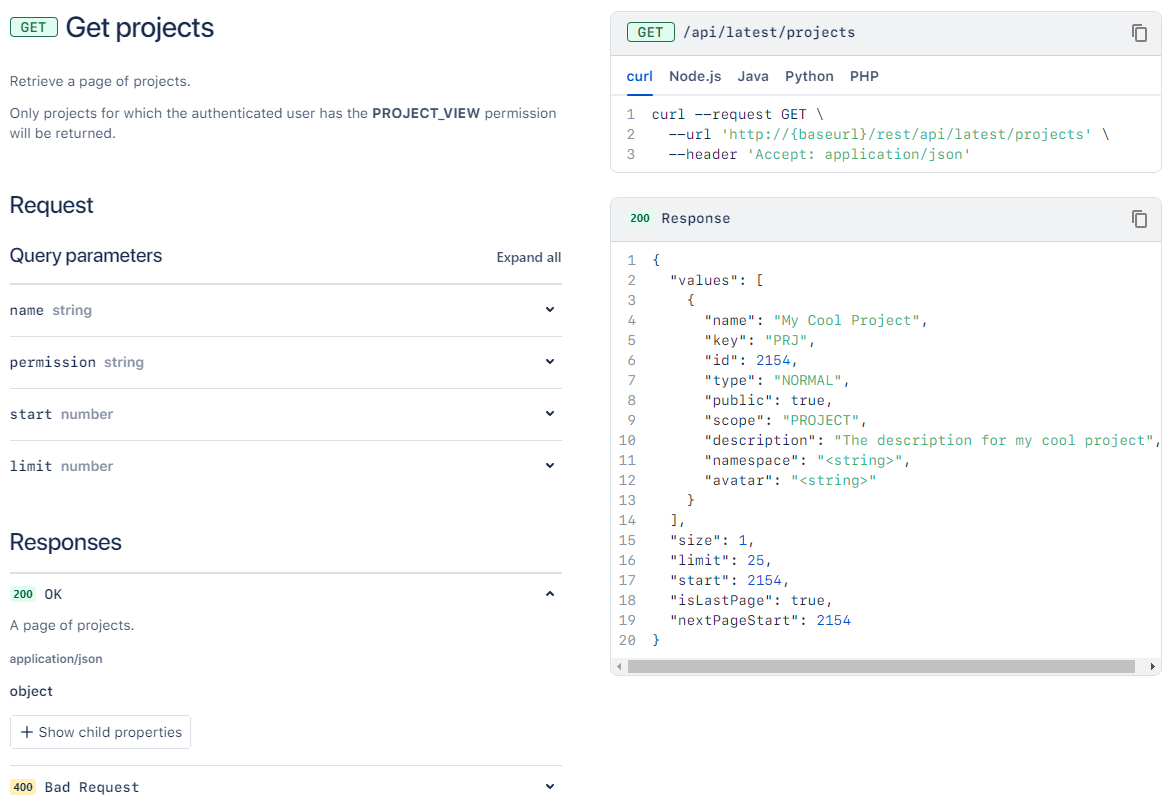 GET Get projects
Retrieve a page of projects.
Only projects for which the authenticated user has the PROJECT_VIEW permission
will be returned.
Request
Query parameters
Expand all
name string
permission string
start number
limit number
Responses
200 OK
A page of projects.
application/json
object
+ Show child properties
400 Bad Request
GET /api/latest/projects
curl Node.js Java Python PHP
1 curl --request GET \
2 --url 'http://{baseurl}/rest/api/latest/projects' \
3 --header 'Accept: application/json'
200 Response
1 {
2 "values": [
3 {
4 "name": "My Cool Project",
5 "key": "PRJ",
6 "id": 2154,
7 "type": "NORMAL",
8 "public": true,
9 "scope": "PROJECT",
10 "description": "The description for my cool project",
11 "namespace": "<string>",
12 "avatar": "<string>"
13 }
14 ],
15 "size": 1,
16 "limit": 25,
17 "start": 2154,
18 "isLastPage": true,
19 "nextPageStart": 2154
20 }